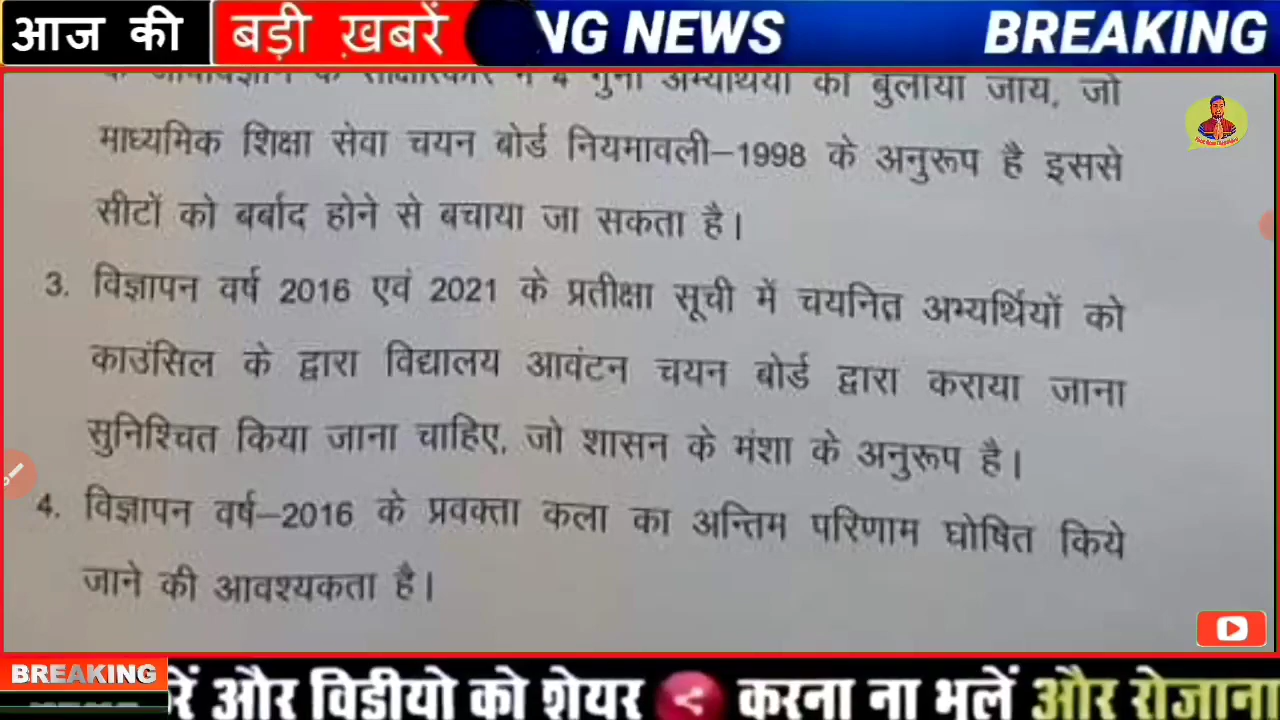 आज की बड़ी ख़बरें NG NEWS BREAKING
गुना अभ्यर्थियों को बुलाया जाय, जो
माध्यमिक शिक्षा सेवा चयन बोर्ड नियमावली–1998 के अनुरूप है इससे
सीटों को बर्बाद होने से बचाया जा सकता है।
3. विज्ञापन वर्ष 2016 एवं 2021 के प्रतीक्षा सूची में चयनित अभ्यर्थियों को
काउंसिल के द्वारा विद्यालय आवंटन चयन बोर्ड द्वारा कराया जाना
सुनिश्चित किया जाना चाहिए, जो शासन के मंशा के अनुरूप है।
4. विज्ञापन वर्ष–2016 के प्रवक्ता कला का अन्तिम परिणाम घोषित किये
जाने की आवश्यकता है।
BREAKING
रें और विडीयो को शेयर करना ना भूलें और रोजाना